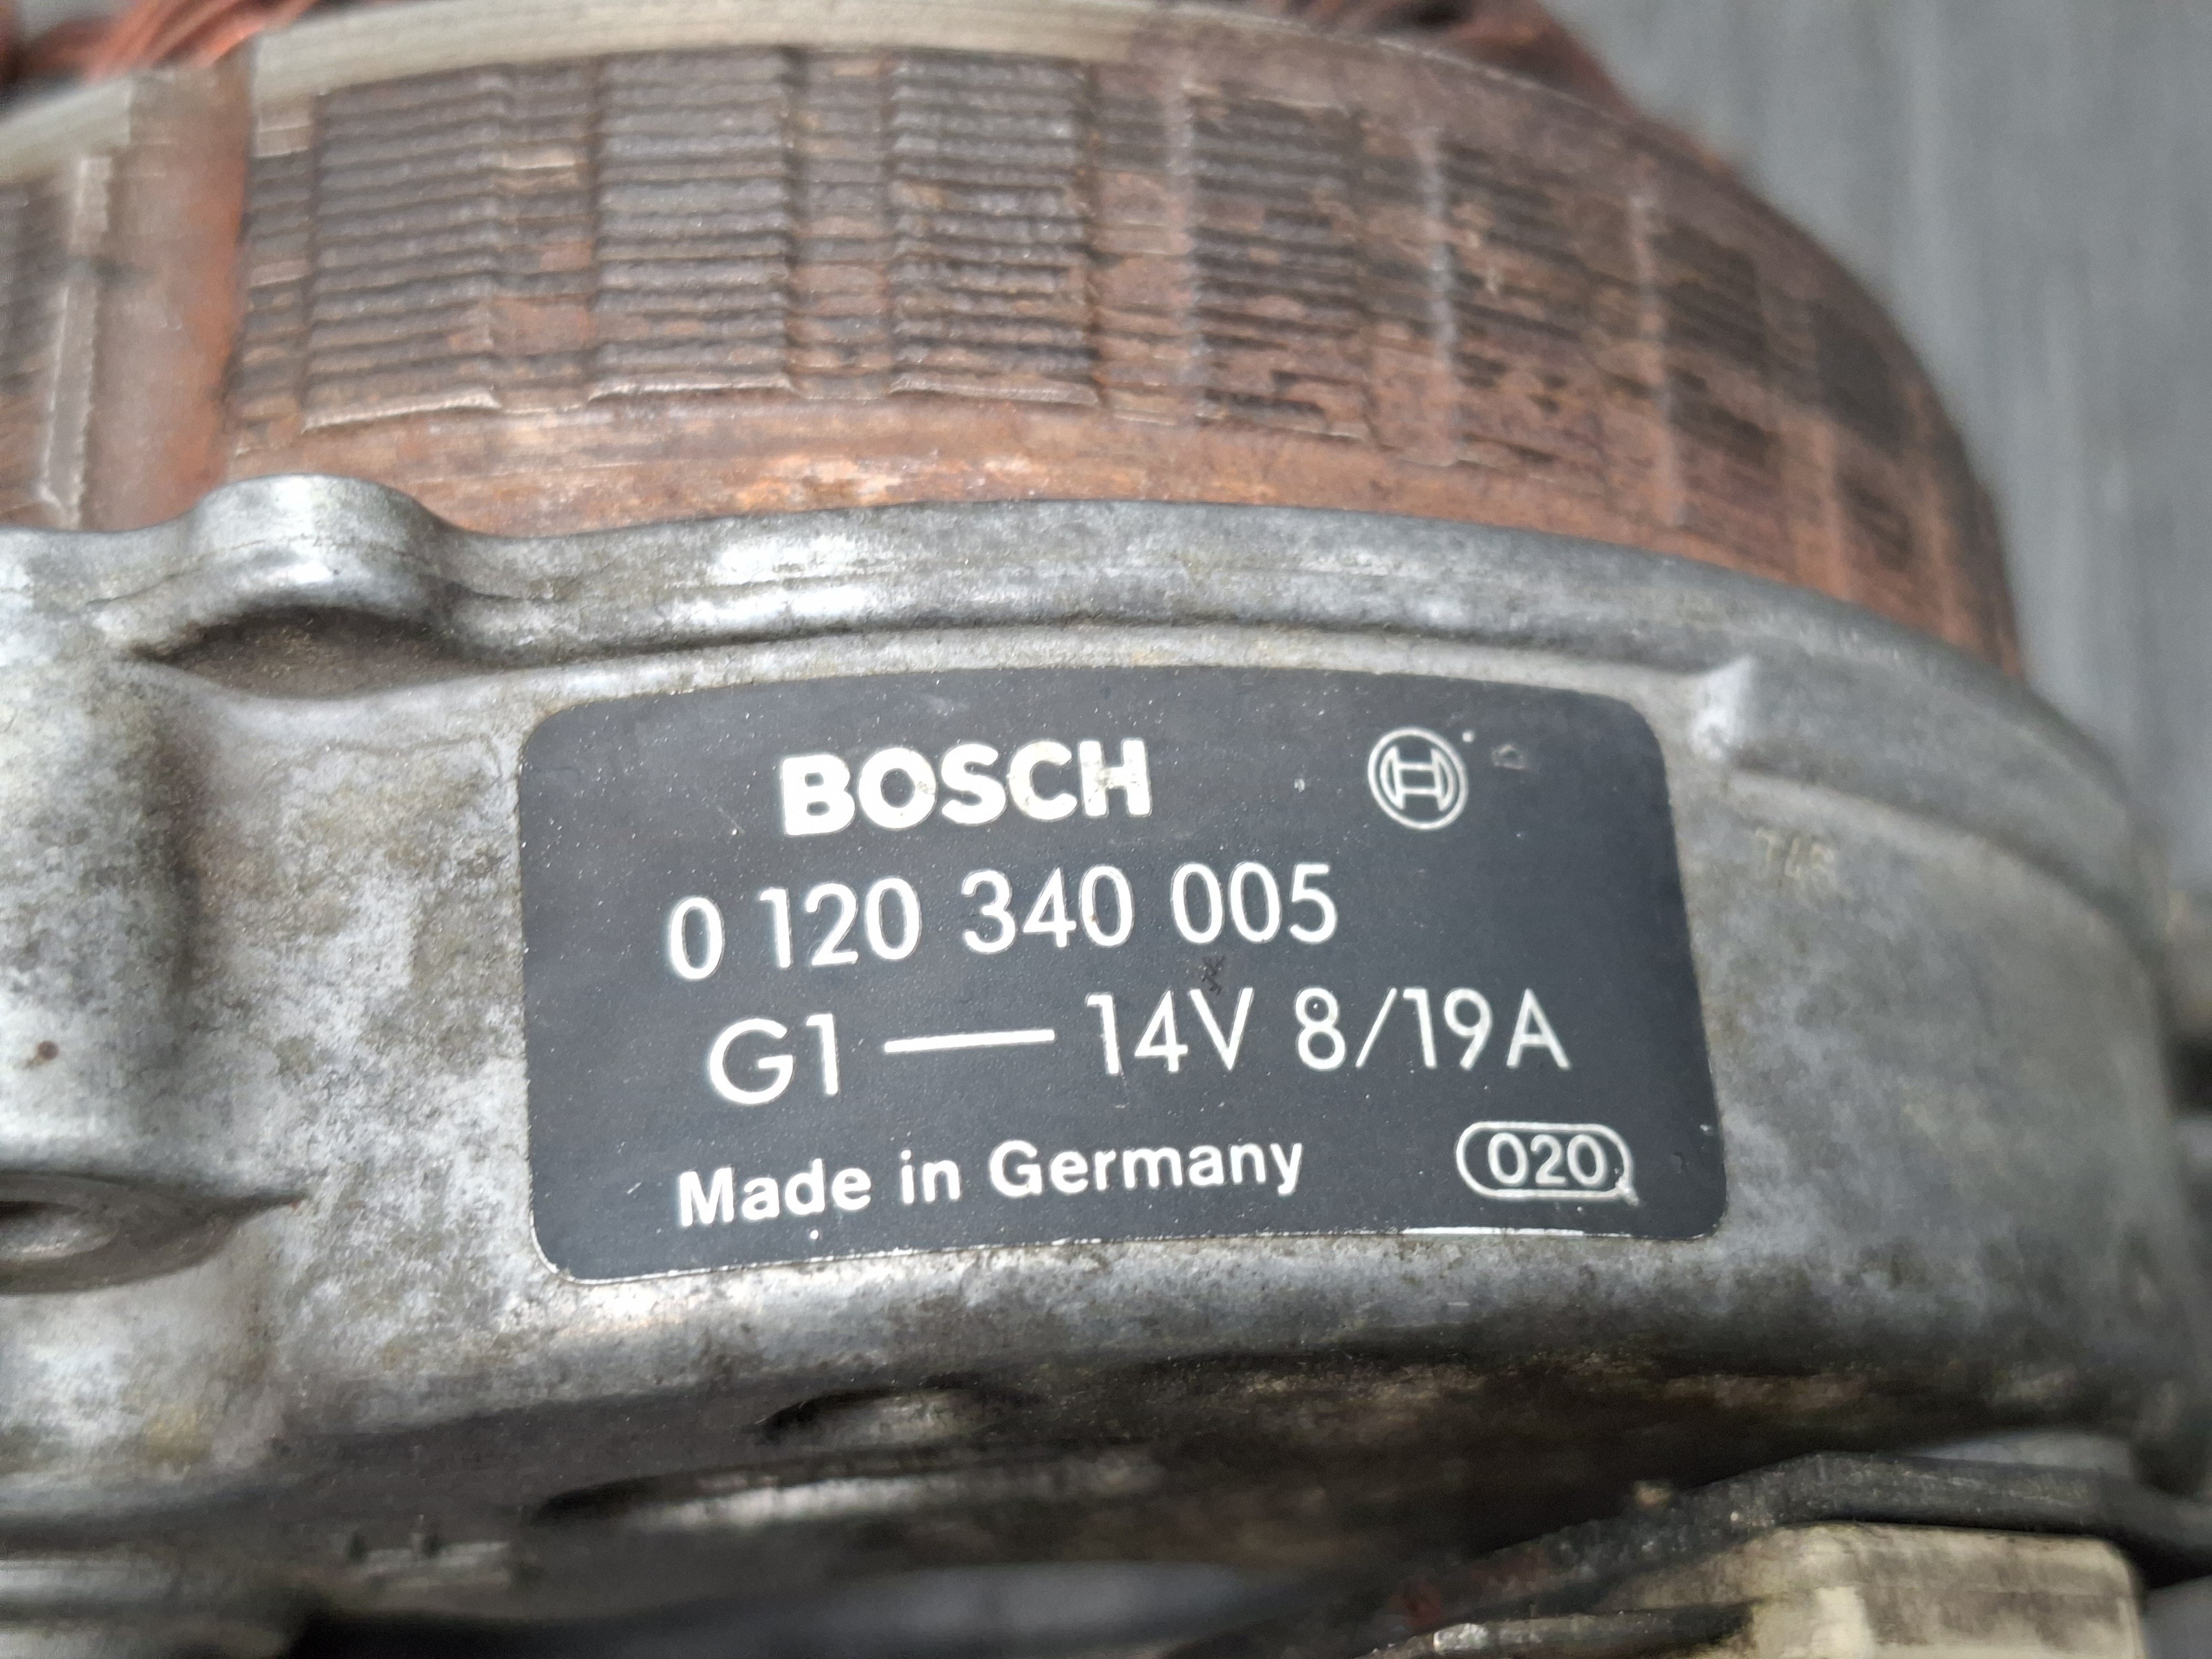 BOSCH
0 120 340 005
G1 — 14V 8/19A
Made in Germany 020